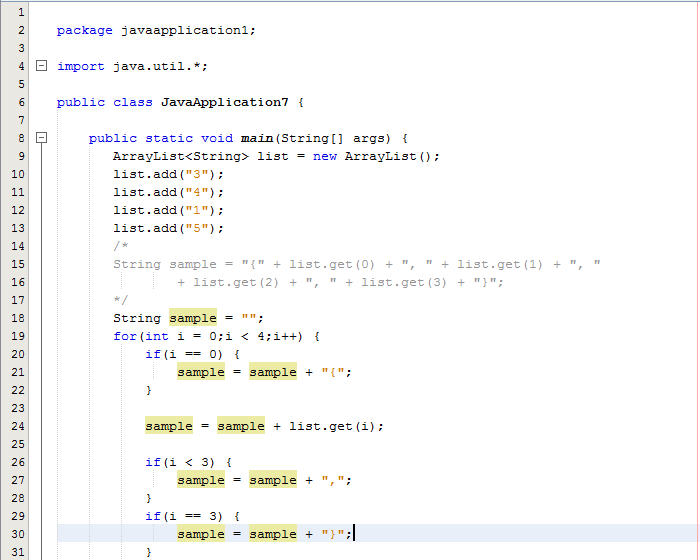 1
2 package javaapplication1;
3
4 import java.util.*;
5
6 public class JavaApplication7 {
7
8 public static void main(String[] args) {
9 ArrayList<String> list = new ArrayList();
10 list.add("3");
11 list.add("4");
12 list.add("1");
13 list.add("5");
14 /*
15 String sample = "{" + list.get(0) + ", " + list.get(1) + ", "
16 + list.get(2) + ", " + list.get(3) + "}";
17 */
18 String sample = "";
19 for(int i = 0;i < 4;i++) {
20 if(i == 0) {
21 sample = sample + "{";
22 }
23
24 sample = sample + list.get(i);
25
26 if(i < 3) {
27 sample = sample + ",";
28 }
29 if(i == 3) {
30 sample = sample + "}";
31 }